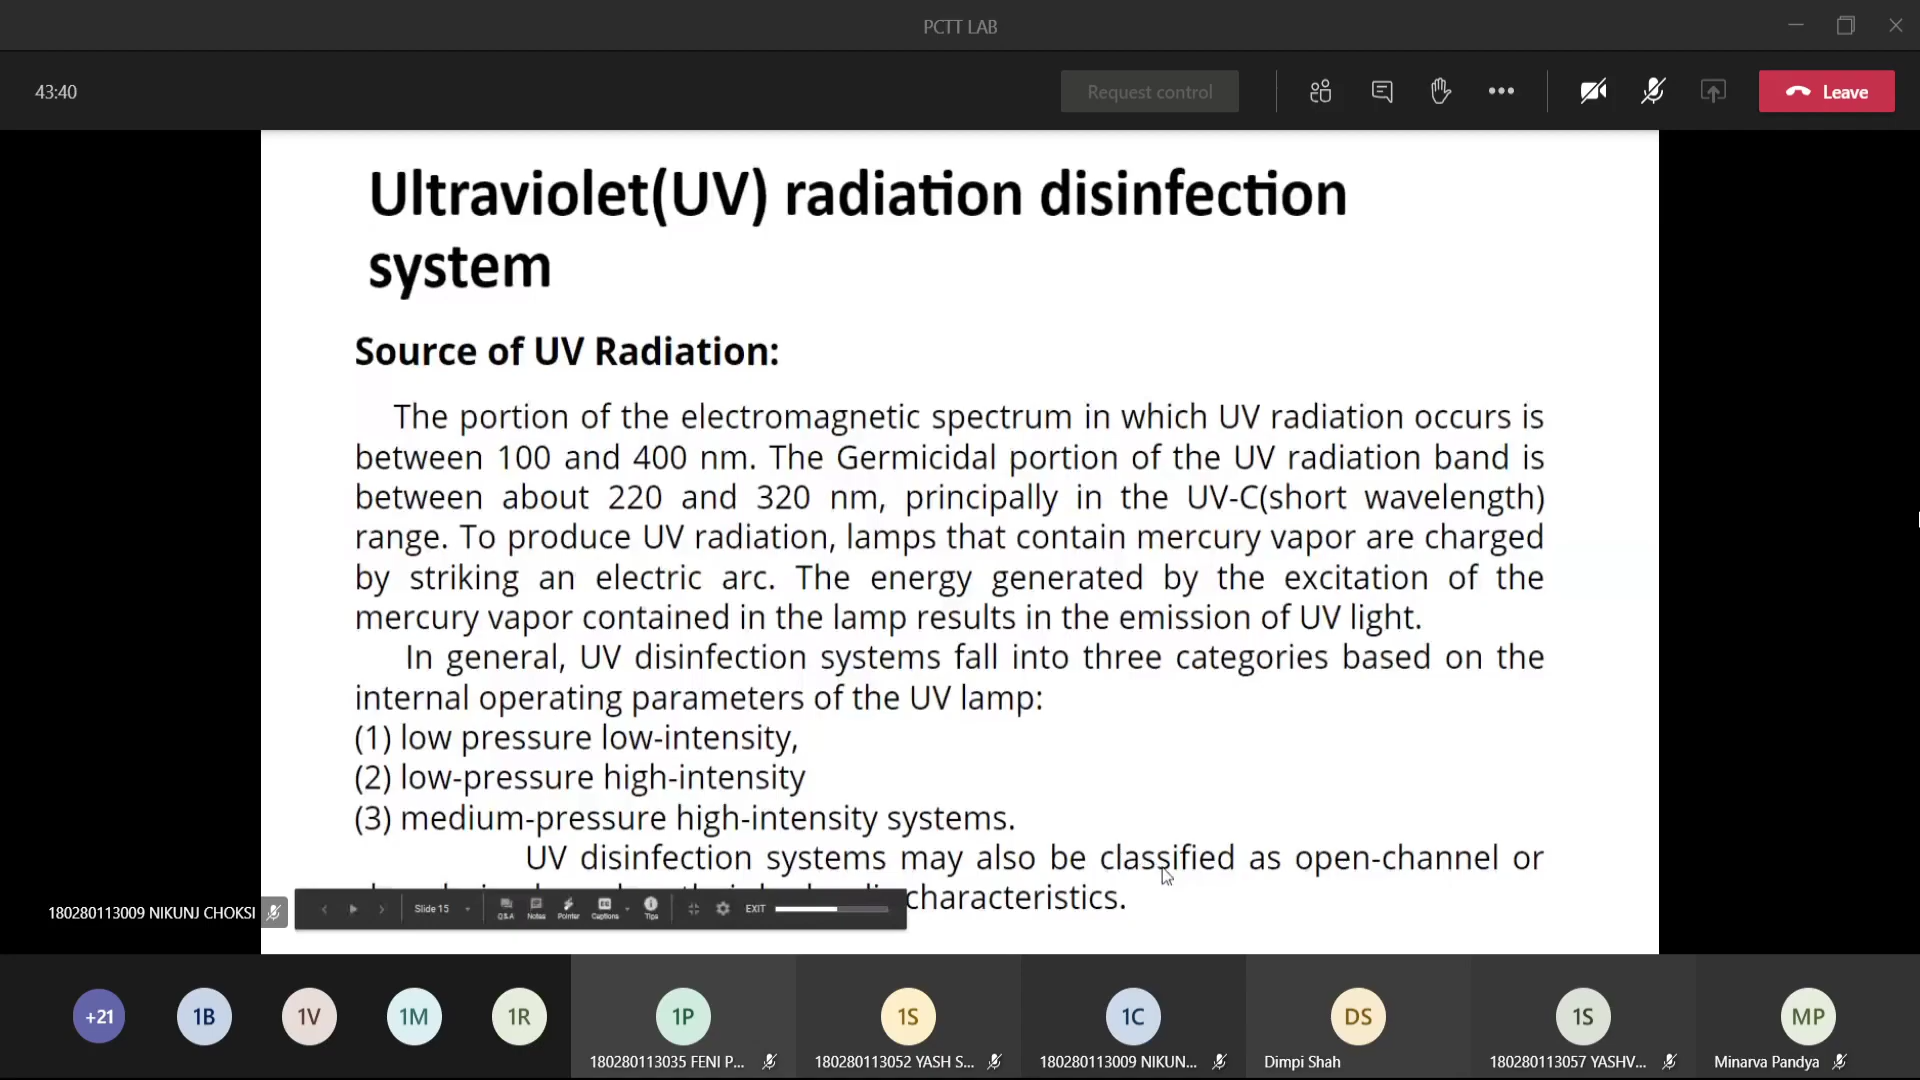 PCTT LAB
43:40
Request control
Leave
Ultraviolet(UV) radiation disinfection
system
Source of UV Radiation:
The portion of the electromagnetic spectrum in which UV radiation occurs is
between 100 and 400 nm. The Germicidal portion of the UV radiation band is
between about 220 and 320 nm, principally in the UV-C(short wavelength)
range. To produce UV radiation, lamps that contain mercury vapor are charged
by striking an electric arc. The energy generated by the excitation of the
mercury vapor contained in the lamp results in the emission of UV light.
In general, UV disinfection systems fall into three categories based on the
internal operating parameters of the UV lamp:
(1) low pressure low-intensity,
(2) low-pressure high-intensity
(3) medium-pressure high-intensity systems.
UV disinfection systems may also be classified as open-channel or
characteristics.
180280113009 NIKUNJ CHOKSI
Slide 15
Q&A
Notes
Pointer
Captions
Tips
EXIT
+21
1B
1V
1M
1R
1P
1S
1C
DS
1S
MP
180280113035 FENI P...
180280113052 YASH S...
180280113009 NIKUN...
Dimpi Shah
180280113057 YASHV...
Minarva Pandya